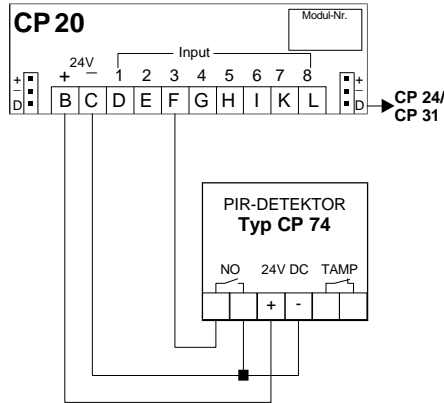 CP 20
Modul-Nr.
24V
Input
+ – 1 2 3 4 5 6 7 8
+
–
D
B C D E F G H I K L
+
–
D
CP 24/
CP 31
PIR-DETEKTOR
Typ CP 74
NO 24V DC TAMP
+ -